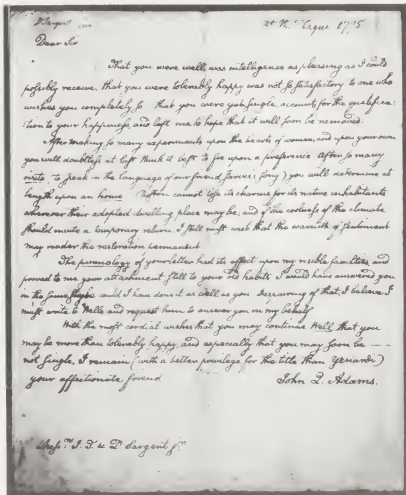 D Sargent
at the Hague 1795
Dear Sir
That you were well, was intelligence as pleasing as I could
possibly receive. that you were tolerably happy was not so satisfactory to one who
wishes you completely so that you were yet single, accounts for the qualifica=
=tion to your happiness, and left me to hope that it will soon be removed.
After making so many experiments upon the hearts of women, and upon your own
you will doubtless at last think it best to fix upon a preference After so many
visits (to speak in the language of our friend Jarvis's song) you will determine at
length upon an home. Boston cannot lose its charms for its native inhabitants
wherever their adopted dwelling place may be, and if the coolness of the climate
should invite a temporary return, I still must wish that the warmth of sentiment
may render the restoration permanent
The punnology of your letter had its effect upon my risible faculties, and
proved to me your attachment still to your old habits I would have answered you
in the same could I have done it as well as you Despairing of that, I believe I
must write to Wells and request him to answer you in my behalf
With the most cordial wishes that you may continue Well, that you
may be more than tolerably happy, and especially that you may soon be —
not single. I remain (with a better privilege for the title than
your affectionate friend
John Q. Adams.
D. Sargent